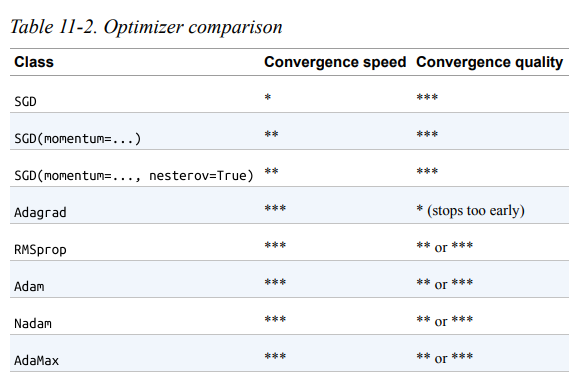 Table 11-2. Optimizer comparison
Class Convergence speed Convergence quality
SGD * ***
SGD(momentum=...) ** ***
SGD(momentum=..., nesterov=True) ** ***
Adagrad *** * (stops too early)
RMSprop *** ** or ***
Adam *** ** or ***
Nadam *** ** or ***
AdaMax *** ** or ***